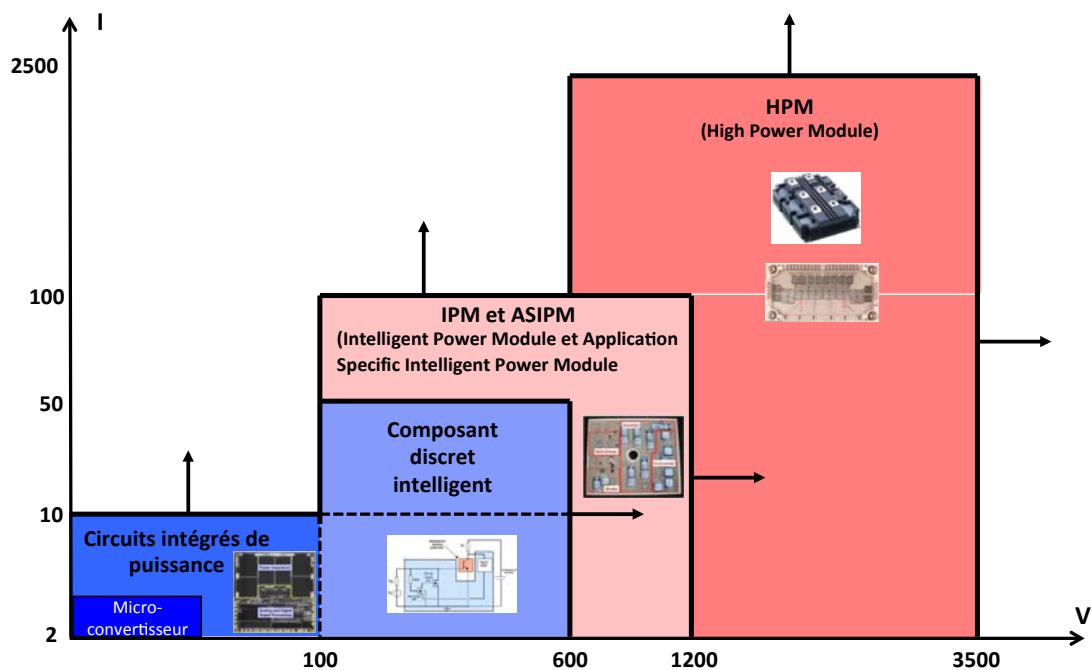 I
2500
HPM
(High Power Module)
100
IPM et ASIPM
(Intelligent Power Module et Application
Specific Intelligent Power Module
50
Composant
discret
intelligent
10
Circuits intégrés de
puissance
Micro-
convertisseur
2
V
100
600
1200
3500